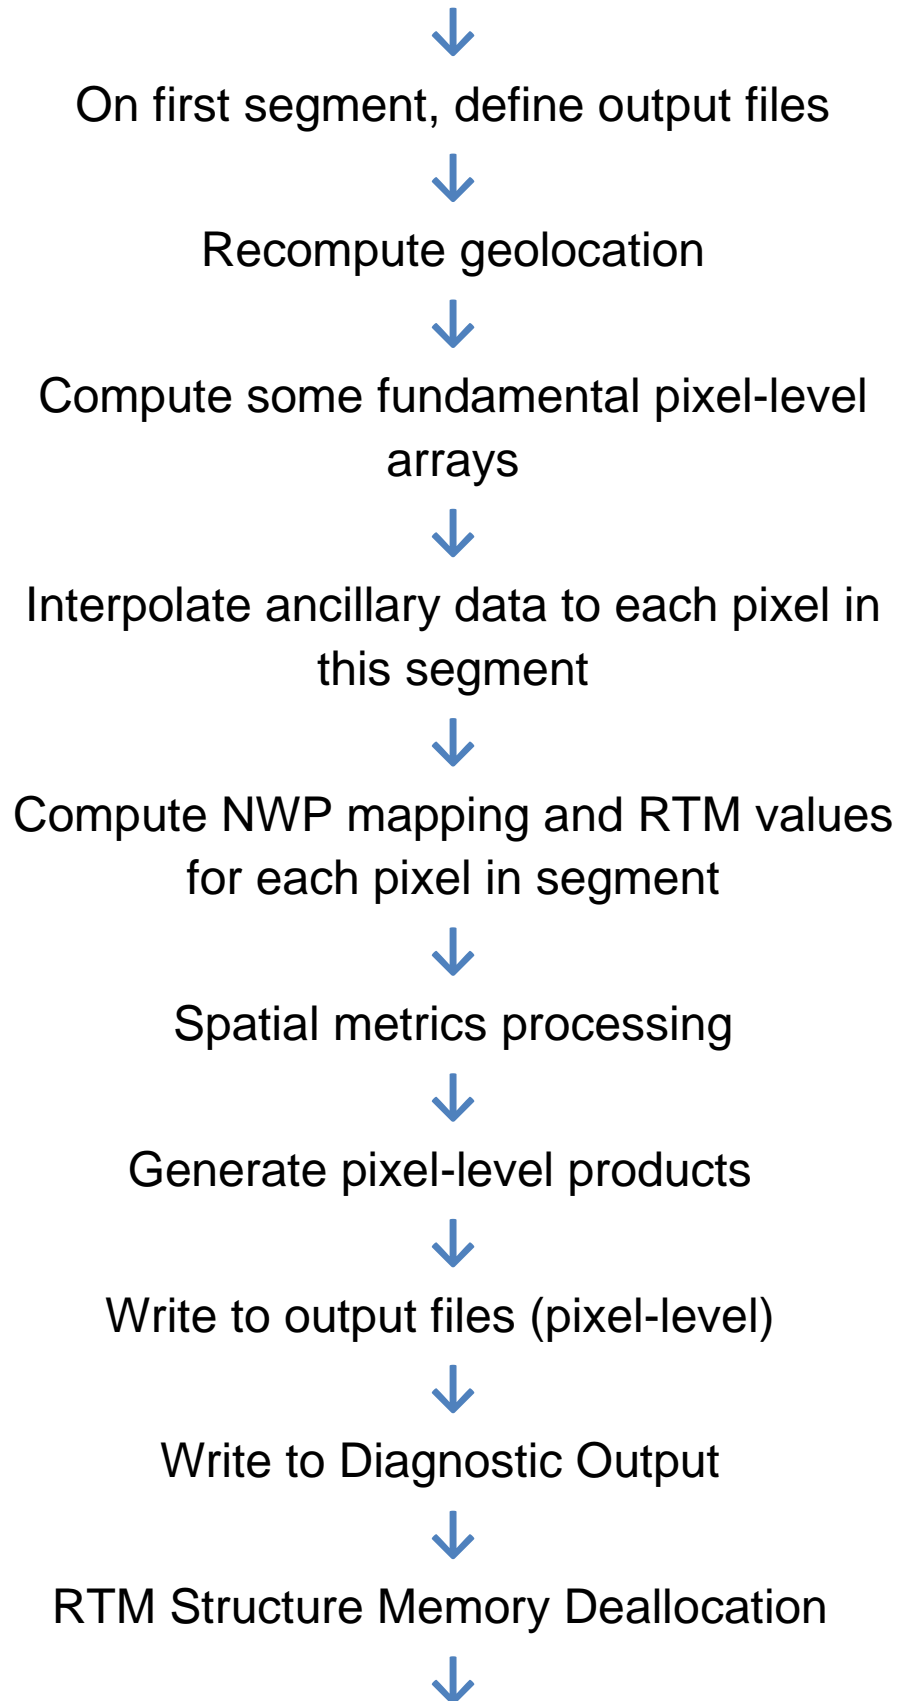 On first segment, define output files
Recompute geolocation
Compute some fundamental pixel-level
arrays
Interpolate ancillary data to each pixel in
this segment
Compute NWP mapping and RTM values
for each pixel in segment
Spatial metrics processing
Generate pixel-level products
Write to output files (pixel-level)
Write to Diagnostic Output
RTM Structure Memory Deallocation